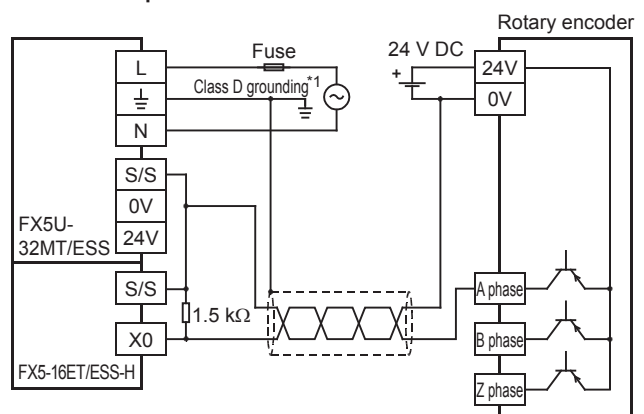 Rotary encoder
Fuse
24 V DC
L
Class D grounding*1
+
24V
0V
N
S/S
0V
24V
FX5U-
32MT/ESS
S/S
1.5 kΩ
X0
FX5-16ET/ESS-H
A phase
B phase
Z phase